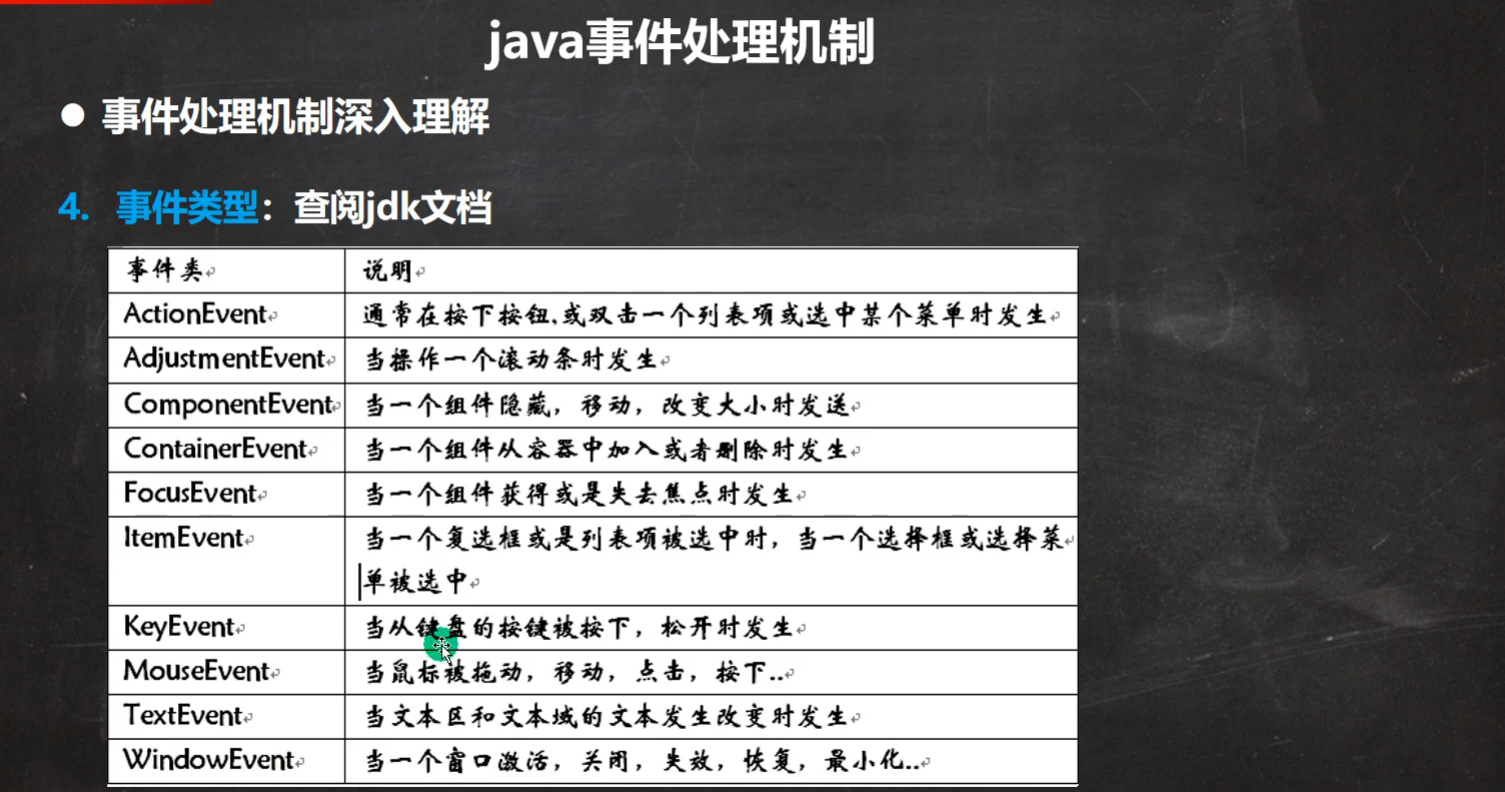 java事件处理机制
事件处理机制深入理解
4. 事件类型：查阅jdk文档
事件类 说明
ActionEvent 通常在按下按钮,或双击一个列表项或选中某个菜单时发生
AdjustmentEvent 当操作一个滚动条时发生
ComponentEvent 当一个组件隐藏，移动，改变大小时发送
ContainerEvent 当一个组件从容器中加入或者删除时发生
FocusEvent 当一个组件获得或是失去焦点时发生
ItemEvent 当一个复选框或是列表项被选中时，当一个选择框或选择菜
单被选中
KeyEvent 当从键盘的按键被按下，松开时发生
MouseEvent 当鼠标被拖动，移动，点击，按下..
TextEvent 当文本区和文本域的文本发生改变时发生
WindowEvent 当一个窗口激活，关闭，失效，恢复，最小化..